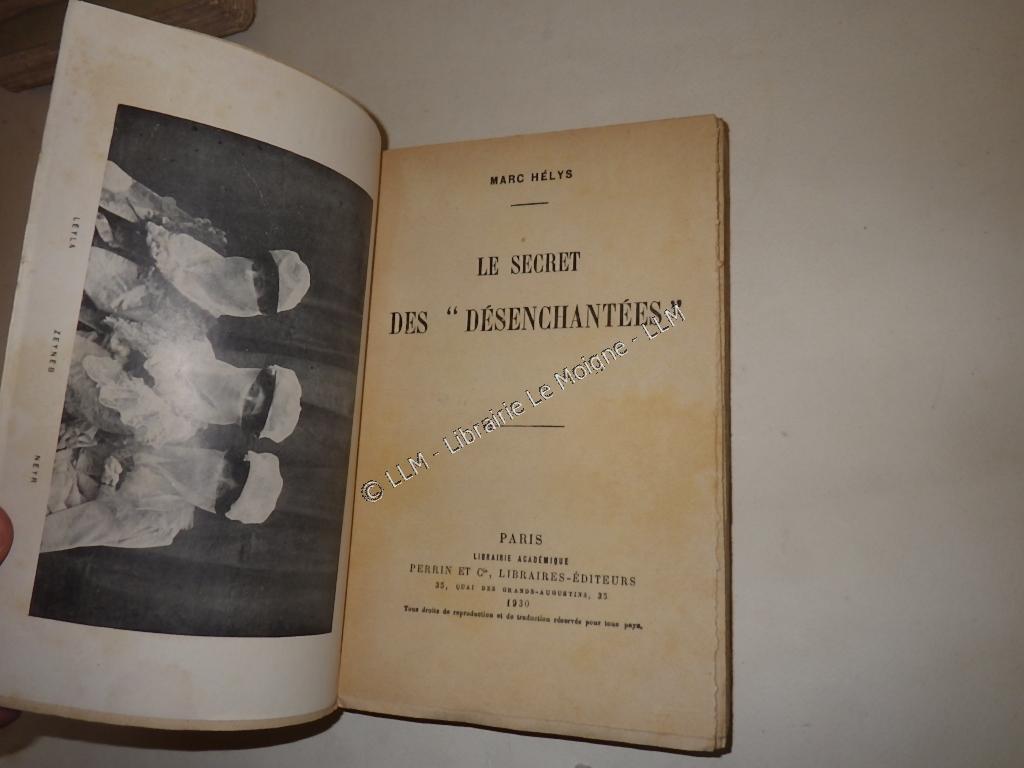 LEYLA
ZEYNEB
NEYR
MARC HÉLYS
LE SECRET
DES “ DÉSENCHANTÉES ”
© LLM - Librairie Le Moigne - LLM
PARIS
LIBRAIRIE ACADÉMIQUE
PERRIN ET Cie, LIBRAIRES-ÉDITEURS
35, QUAI DES GRANDS-AUGUSTINS, 35
1930
Tous droits de reproduction et de traduction réservés pour tous pays.